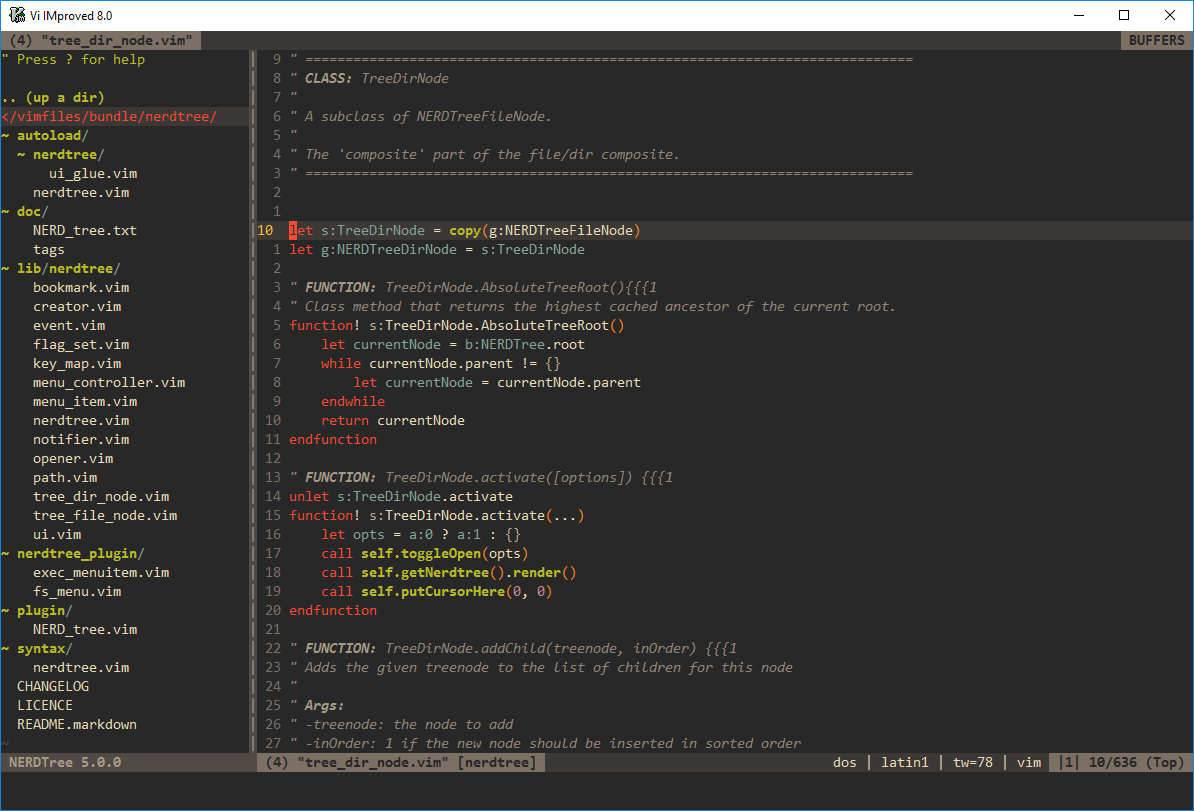 Vi IMproved 8.0
(4) "tree_dir_node.vim" BUFFERS
" Press ? for help
.. (up a dir)
</vimfiles/bundle/nerdtree/
~ autoload/
~ nerdtree/
ui_glue.vim
nerdtree.vim
~ doc/
NERD_tree.txt
tags
~ lib/nerdtree/
bookmark.vim
creator.vim
event.vim
flag_set.vim
key_map.vim
menu_controller.vim
menu_item.vim
nerdtree.vim
notifier.vim
opener.vim
path.vim
tree_dir_node.vim
tree_file_node.vim
ui.vim
~ nerdtree_plugin/
exec_menuitem.vim
fs_menu.vim
~ plugin/
NERD_tree.vim
~ syntax/
nerdtree.vim
CHANGELOG
LICENCE
README.markdown
~
9 " ============================================================================
8 " CLASS: TreeDirNode
7 "
6 " A subclass of NERDTreeFileNode.
5 "
4 " The 'composite' part of the file/dir composite.
3 " ============================================================================
2
1
10 let s:TreeDirNode = copy(g:NERDTreeFileNode)
1 let g:NERDTreeDirNode = s:TreeDirNode
2
3 " FUNCTION: TreeDirNode.AbsoluteTreeRoot(){{{1
4 " Class method that returns the highest cached ancestor of the current root.
5 function! s:TreeDirNode.AbsoluteTreeRoot()
6 let currentNode = b:NERDTree.root
7 while currentNode.parent != {}
8 let currentNode = currentNode.parent
9 endwhile
10 return currentNode
11 endfunction
12
13 " FUNCTION: TreeDirNode.activate([options]) {{{1
14 unlet s:TreeDirNode.activate
15 function! s:TreeDirNode.activate(...)
16 let opts = a:0 ? a:1 : {}
17 call self.toggleOpen(opts)
18 call self.getNerdtree().render()
19 call self.putCursorHere(0, 0)
20 endfunction
21
22 " FUNCTION: TreeDirNode.addChild(treenode, inOrder) {{{1
23 " Adds the given treenode to the list of children for this node
24 "
25 " Args:
26 " -treenode: the node to add
27 " -inOrder: 1 if the new node should be inserted in sorted order
NERDTree 5.0.0
(4) "tree_dir_node.vim" [nerdtree] dos | latin1 | tw=78 | vim |1| 10/636 (Top)